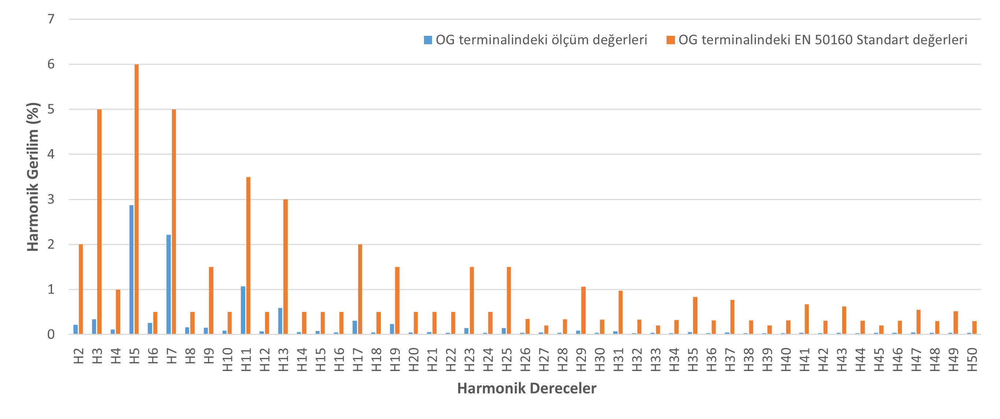 7
OG terminalindeki ölçüm değerleri OG terminalindeki EN 50160 Standart değerleri
6
5
4
3
2
1
0
Harmonik Gerilim (%)
H2 H3 H4 H5 H6 H7 H8 H9 H10 H11 H12 H13 H14 H15 H16 H17 H18 H19 H20 H21 H22 H23 H24 H25 H26 H27 H28 H29 H30 H31 H32 H33 H34 H35 H36 H37 H38 H39 H40 H41 H42 H43 H44 H45 H46 H47 H48 H49 H50
Harmonik Dereceler